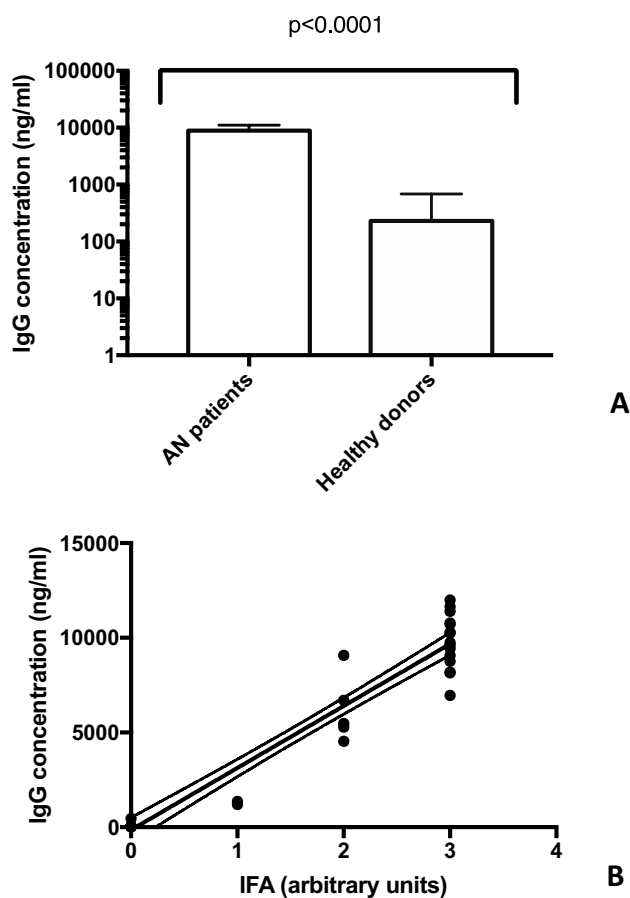 p<0.0001
100000
10000
1000
100
10
1
IgG concentration (ng/ml)
AN patients
Healthy donors
A
15000
10000
5000
0
IgG concentration (ng/ml)
0 1 2 3 4
IFA (arbitrary units)
B